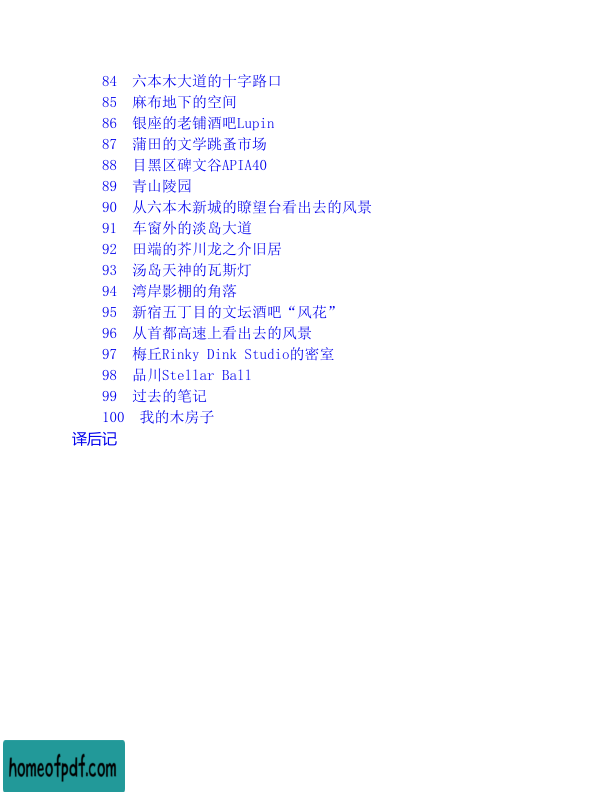 84 六本木大道的十字路口
85 麻布地下的空间
86 银座的老铺酒吧Lupin
87 蒲田的文学跳蚤市场
88 目黑区碑文谷APIA40
89 青山陵园
90 从六本木新城的瞭望台看出去的风景
91 车窗外的淡岛大道
92 田端的芥川龙之介旧居
93 汤岛天神的瓦斯灯
94 湾岸影棚的角落
95 新宿五丁目的文坛酒吧“风花”
96 从首都高速上看出去的风景
97 梅丘Rinky Dink Studio的密室
98 品川Stellar Ball
99 过去的笔记
100 我的木房子
译后记
homeofpdf.com